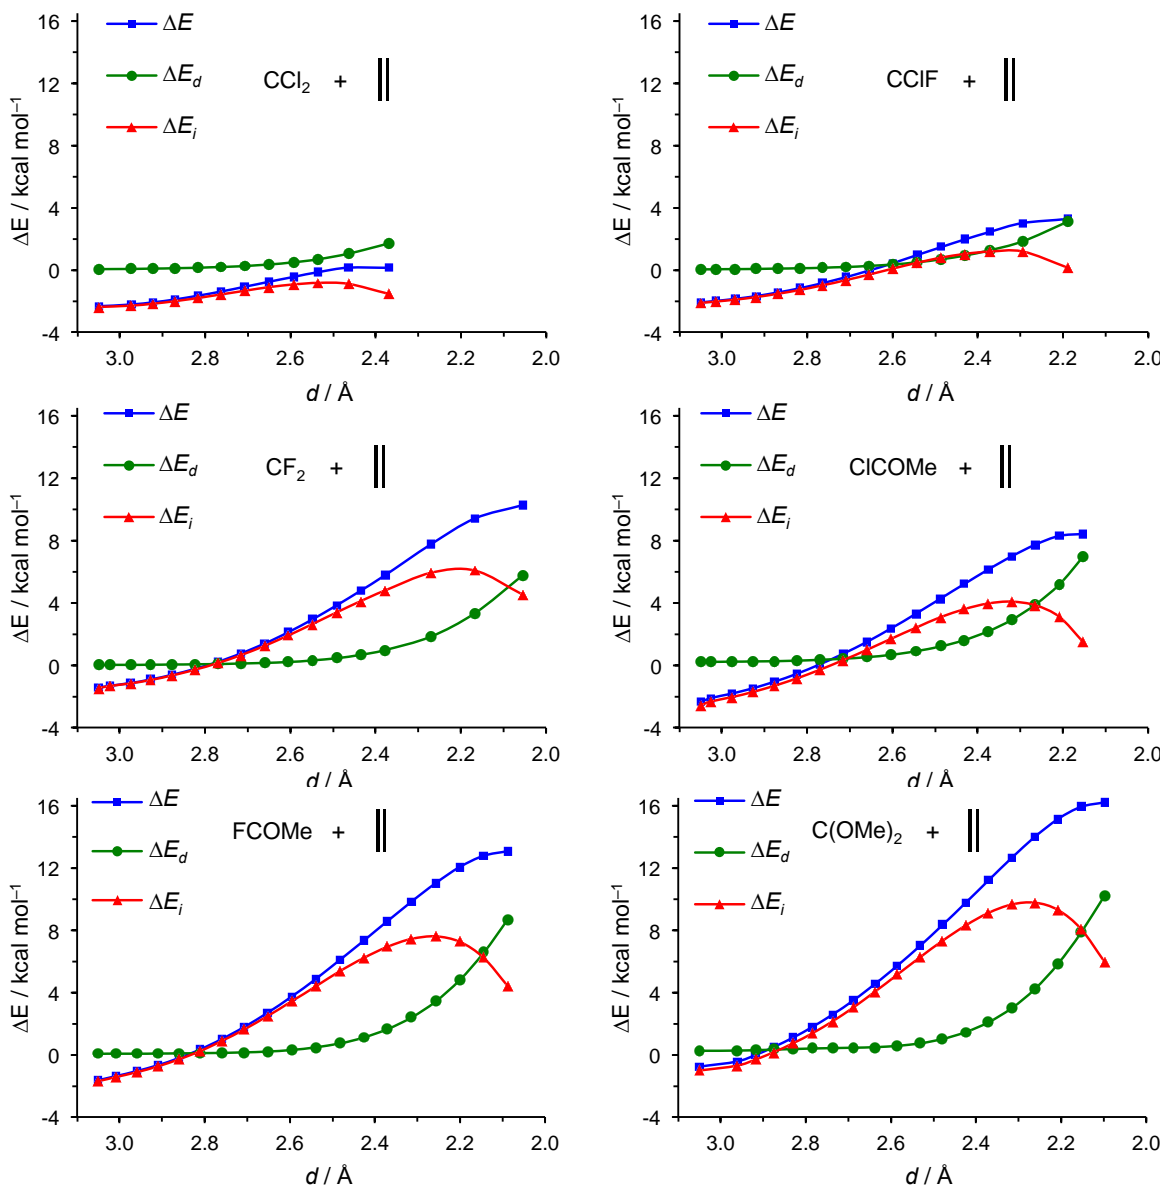 16
12
8
4
0
-4
ΔE / kcal mol⁻¹
ΔE
ΔE_d
ΔE_i
CCl₂ +
3.0 2.8 2.6 2.4 2.2 2.0
d / Å
16
12
8
4
0
-4
ΔE / kcal mol⁻¹
ΔE
ΔE_d
ΔE_i
CClF +
3.0 2.8 2.6 2.4 2.2 2.0
d / Å
16
12
8
4
0
-4
ΔE / kcal mol⁻¹
ΔE
ΔE_d
ΔE_i
CF₂ +
3.0 2.8 2.6 2.4 2.2 2.0
d / Å
16
12
8
4
0
-4
ΔE / kcal mol⁻¹
ΔE
ΔE_d
ΔE_i
ClCOMe +
3.0 2.8 2.6 2.4 2.2 2.0
d / Å
16
12
8
4
0
-4
ΔE / kcal mol⁻¹
ΔE
ΔE_d
ΔE_i
FCOMe +
3.0 2.8 2.6 2.4 2.2 2.0
d / Å
16
12
8
4
0
-4
ΔE / kcal mol⁻¹
ΔE
ΔE_d
ΔE_i
C(OMe)₂ +
3.0 2.8 2.6 2.4 2.2 2.0
d / Å